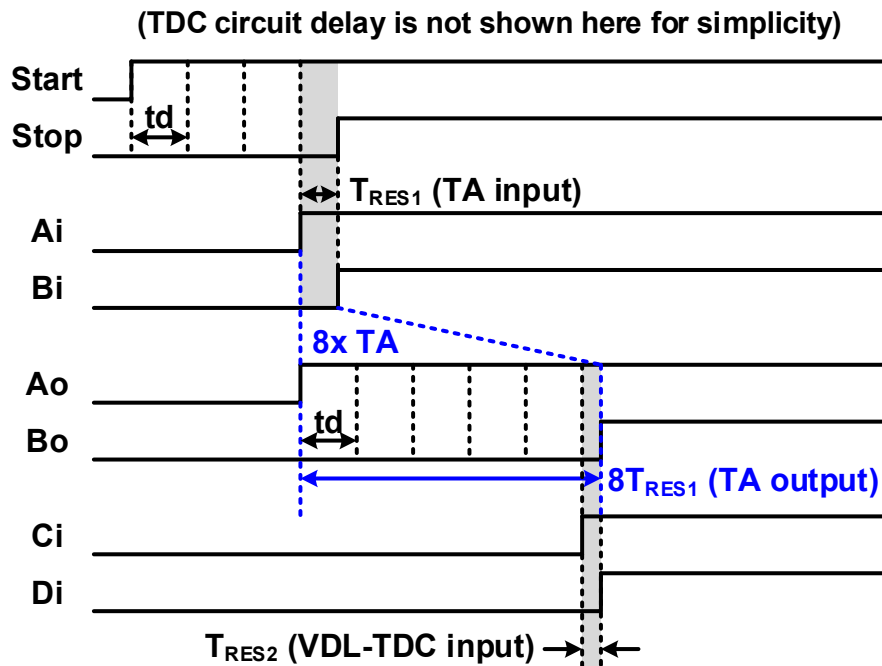 (TDC circuit delay is not shown here for simplicity)
Start
td
Stop
TRES1 (TA input)
Ai
Bi
8x TA
Ao
td
Bo
8TRES1 (TA output)
Ci
Di
TRES2 (VDL-TDC input)